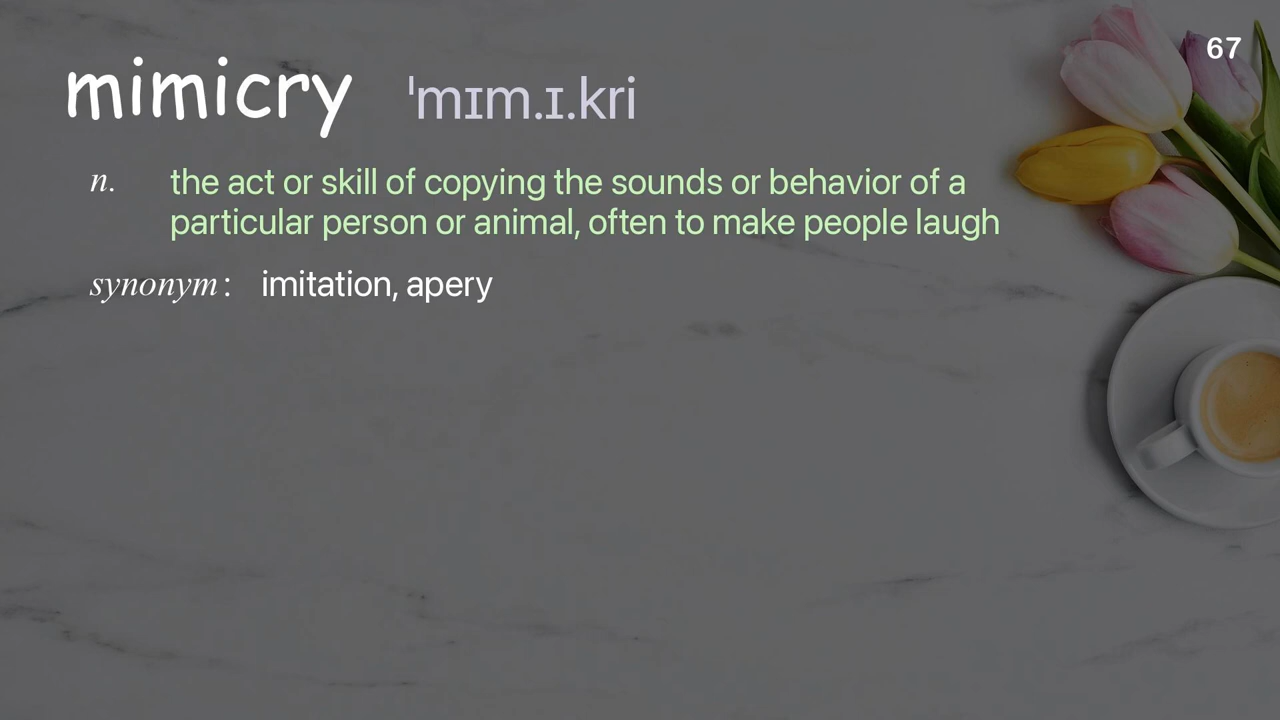 67
mimicry ˈmɪm.ɪ.kri
n. the act or skill of copying the sounds or behavior of a
particular person or animal, often to make people laugh
synonym : imitation, apery